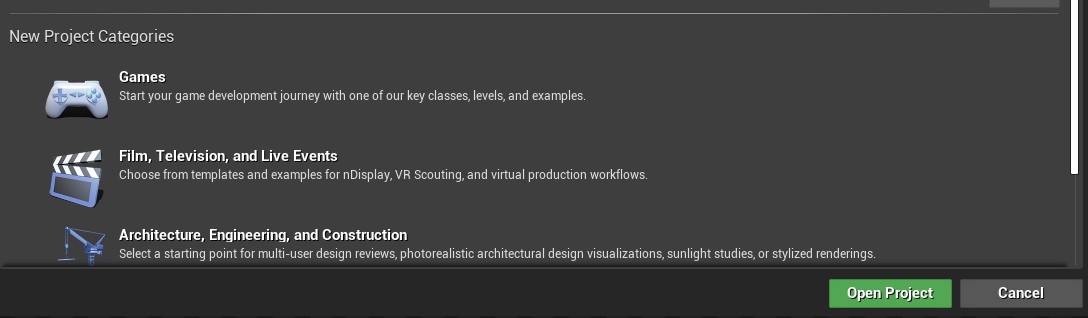 New Project Categories
Games
Start your game development journey with one of our key classes, levels, and examples.
Film, Television, and Live Events
Choose from templates and examples for nDisplay, VR Scouting, and virtual production workflows.
Architecture, Engineering, and Construction
Select a starting point for multi-user design reviews, photorealistic architectural design visualizations, sunlight studies, or stylized renderings.
Open Project
Cancel